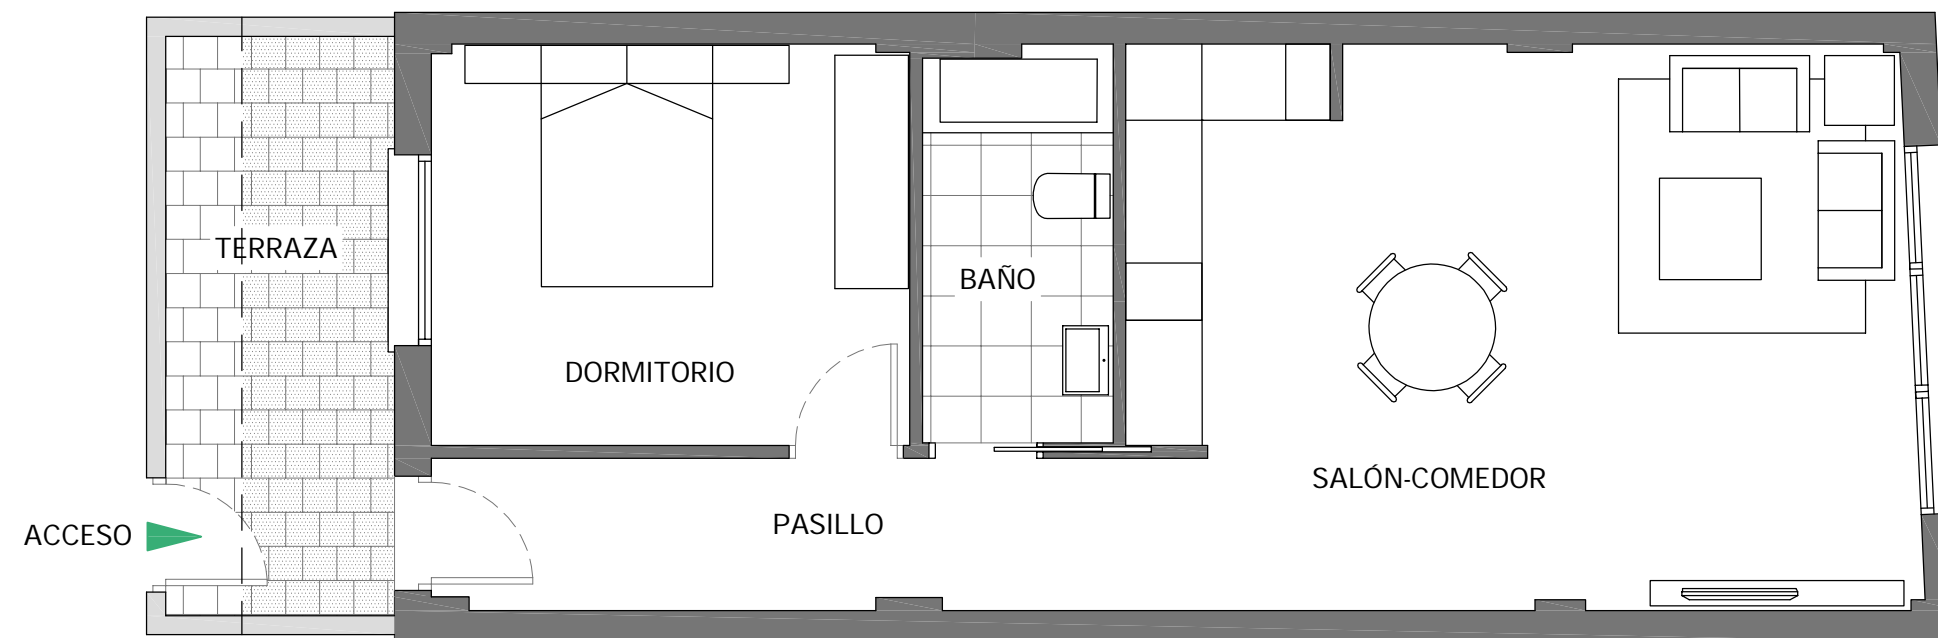 TERRAZA
BAÑO
DORMITORIO
SALÓN-COMEDOR
PASILLO
ACCESO